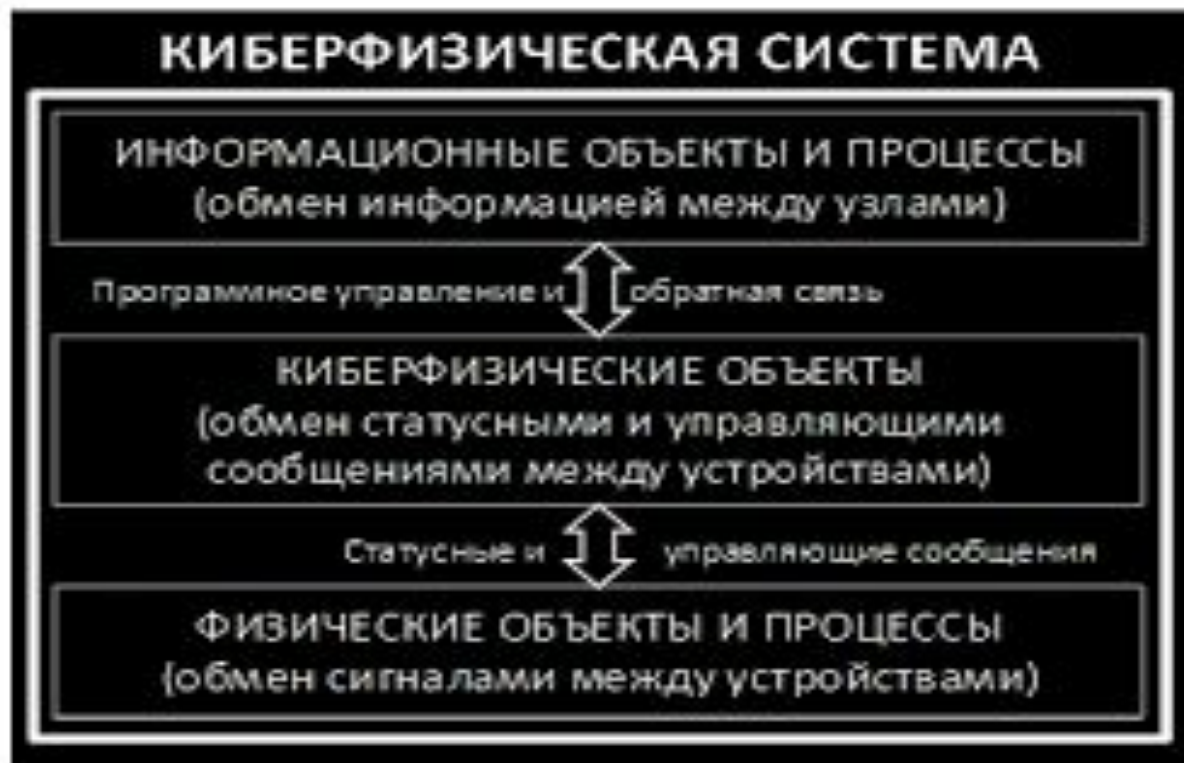 КИБЕРФИЗИЧЕСКАЯ СИСТЕМА
ИНФОРМАЦИОННЫЕ ОБЪЕКТЫ И ПРОЦЕССЫ
(обмен информацией между узлами)
Программное управление и обратная связь
КИБЕРФИЗИЧЕСКИЕ ОБЪЕКТЫ
(обмен статусными и управляющими
сообщениями между устройствами)
Статусные и управляющие сообщения
ФИЗИЧЕСКИЕ ОБЪЕКТЫ И ПРОЦЕССЫ
(обмен сигналами между устройствами)